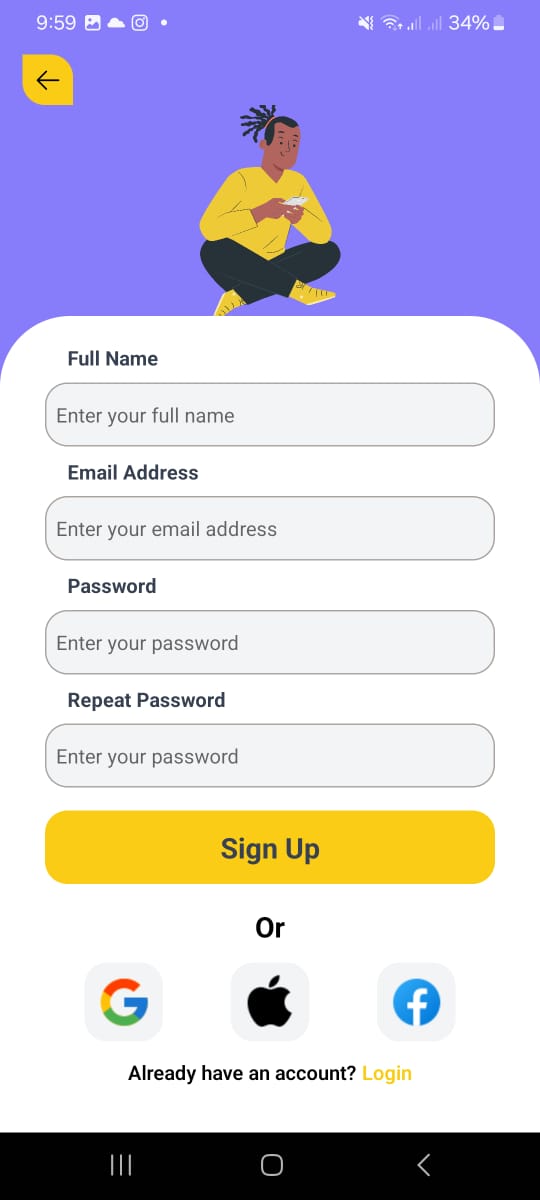 9:59 34%
Full Name
Enter your full name
Email Address
Enter your email address
Password
Enter your password
Repeat Password
Enter your password
Sign Up
Or
Already have an account? Login